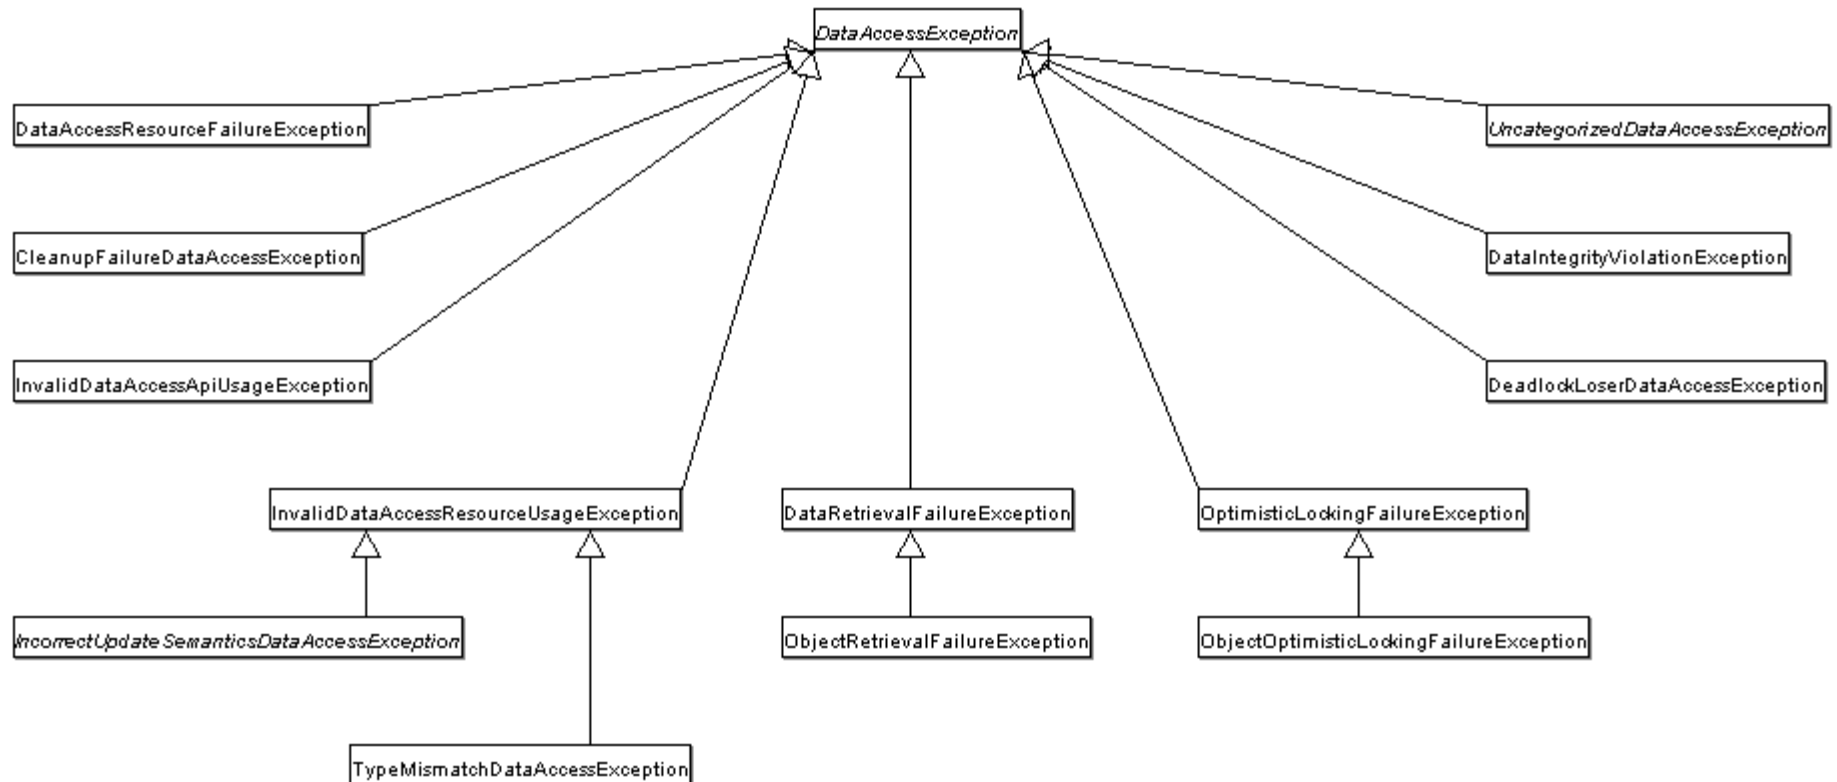 DataAccessException
DataAccessResourceFailureException
UncategorizedDataAccessException
CleanupFailureDataAccessException
DataIntegrityViolationException
InvalidDataAccessApiUsageException
DeadlockLoserDataAccessException
InvalidDataAccessResourceUsageException
DataRetrievalFailureException
OptimisticLockingFailureException
IncorrectUpdateSemanticsDataAccessException
ObjectRetrievalFailureException
ObjectOptimisticLockingFailureException
TypeMismatchDataAccessException